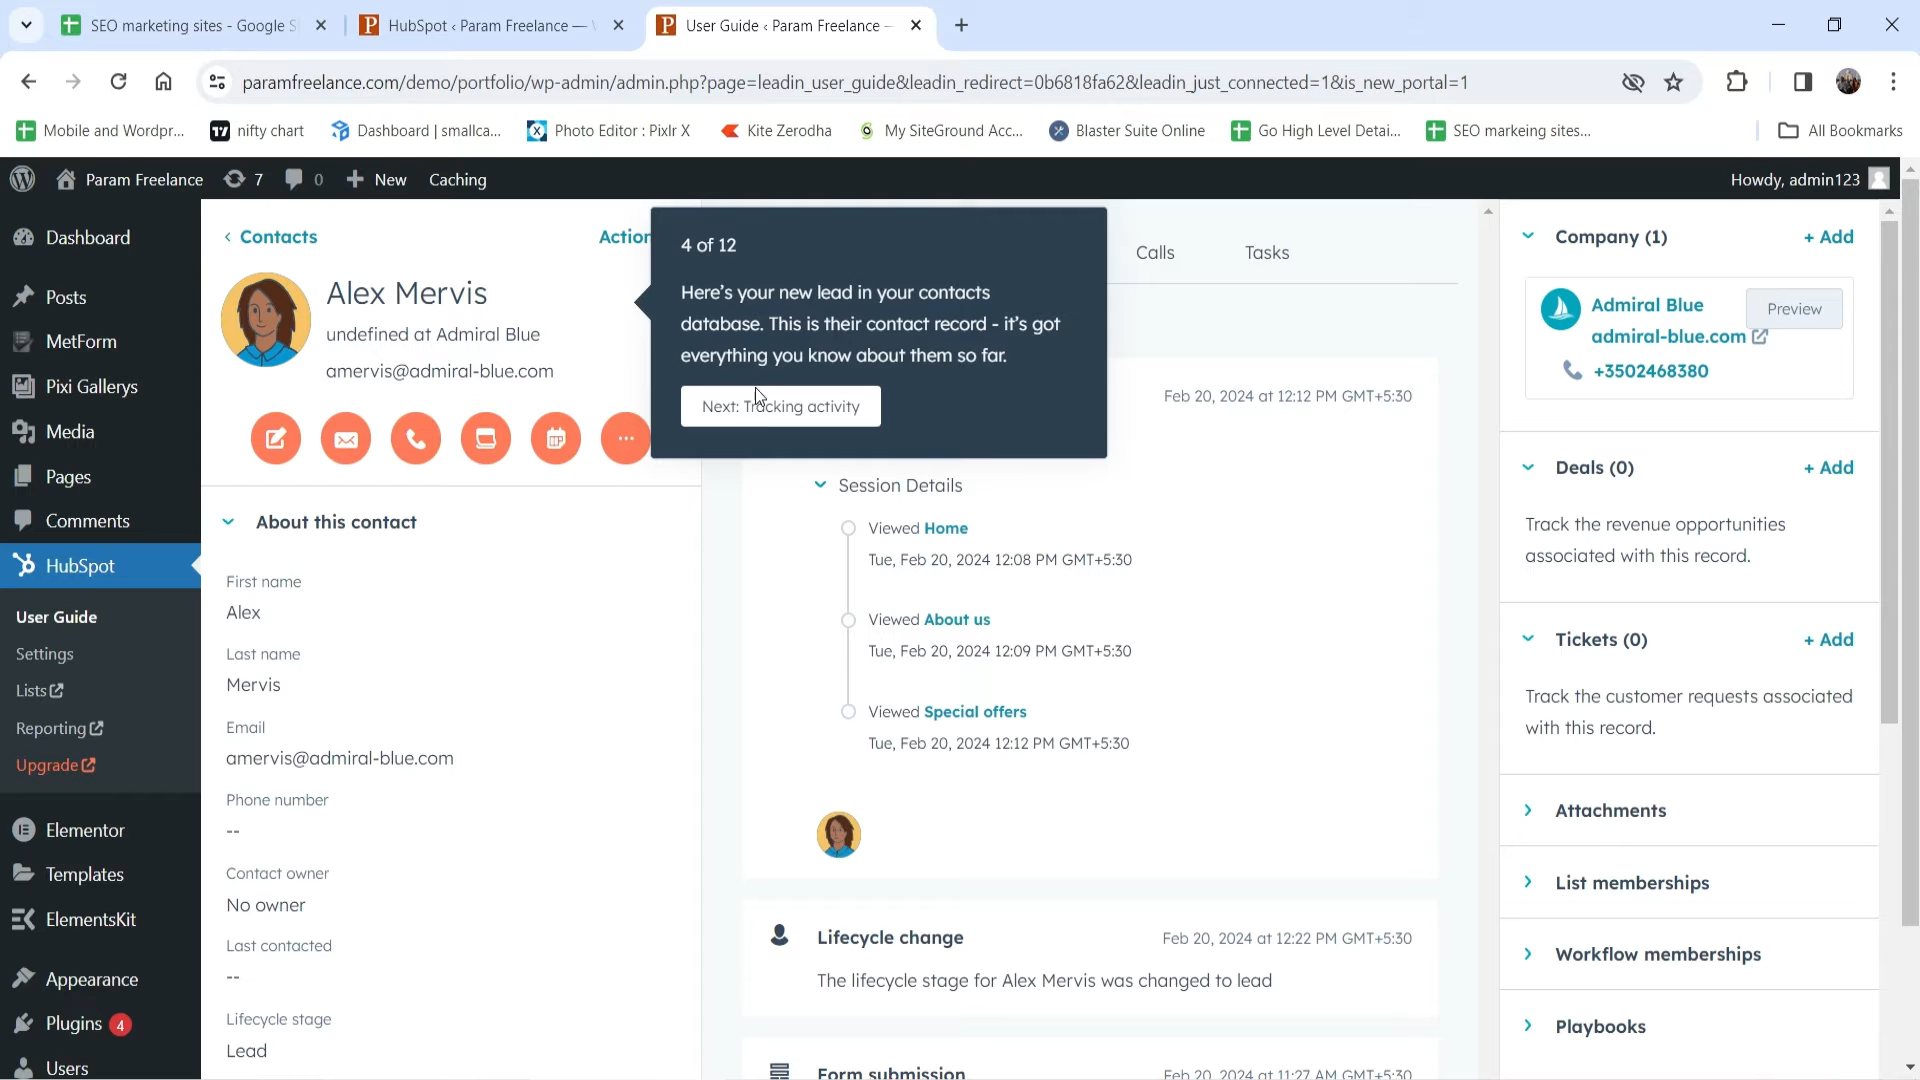 SEO marketing sites - Google S
HubSpot ‹ Param Freelance —
User Guide ‹ Param Freelance —
paramfreelance.com/demo/portfolio/wp-admin/admin.php?page=leadin_user_guide&leadin_redirect=0b6818fa62&leadin_just_connected=1&is_new_portal=1
Mobile and Wordpr...
nifty chart
Dashboard | smallca...
Photo Editor : Pixlr X
Kite Zerodha
My SiteGround Acc...
Blaster Suite Online
Go High Level Detai...
SEO markeing sites...
All Bookmarks
Param Freelance
7
0
New
Caching
Howdy, admin123
Dashboard
Posts
MetForm
Pixi Gallerys
Media
Pages
Comments
HubSpot
User Guide
Settings
Lists
Reporting
Upgrade
Elementor
Templates
ElementsKit
Appearance
Plugins 4
Users
‹ Contacts
Action
Alex Mervis
undefined at Admiral Blue
amervis@admiral-blue.com
About this contact
First name
Alex
Last name
Mervis
Email
amervis@admiral-blue.com
Phone number
--
Contact owner
No owner
Last contacted
--
Lifecycle stage
Lead
4 of 12
Here's your new lead in your contacts
database. This is their contact record - it's got
everything you know about them so far.
Next: Tracking activity
Calls
Tasks
Feb 20, 2024 at 12:12 PM GMT+5:30
Session Details
Viewed Home
Tue, Feb 20, 2024 12:08 PM GMT+5:30
Viewed About us
Tue, Feb 20, 2024 12:09 PM GMT+5:30
Viewed Special offers
Tue, Feb 20, 2024 12:12 PM GMT+5:30
Lifecycle change
Feb 20, 2024 at 12:22 PM GMT+5:30
The lifecycle stage for Alex Mervis was changed to lead
Form submission
Feb 20, 2024 at 11:27 AM GMT+5:30
Company (1)
+ Add
Admiral Blue
Preview
admiral-blue.com
+3502468380
Deals (0)
+ Add
Track the revenue opportunities
associated with this record.
Tickets (0)
+ Add
Track the customer requests associated
with this record.
Attachments
List memberships
Workflow memberships
Playbooks